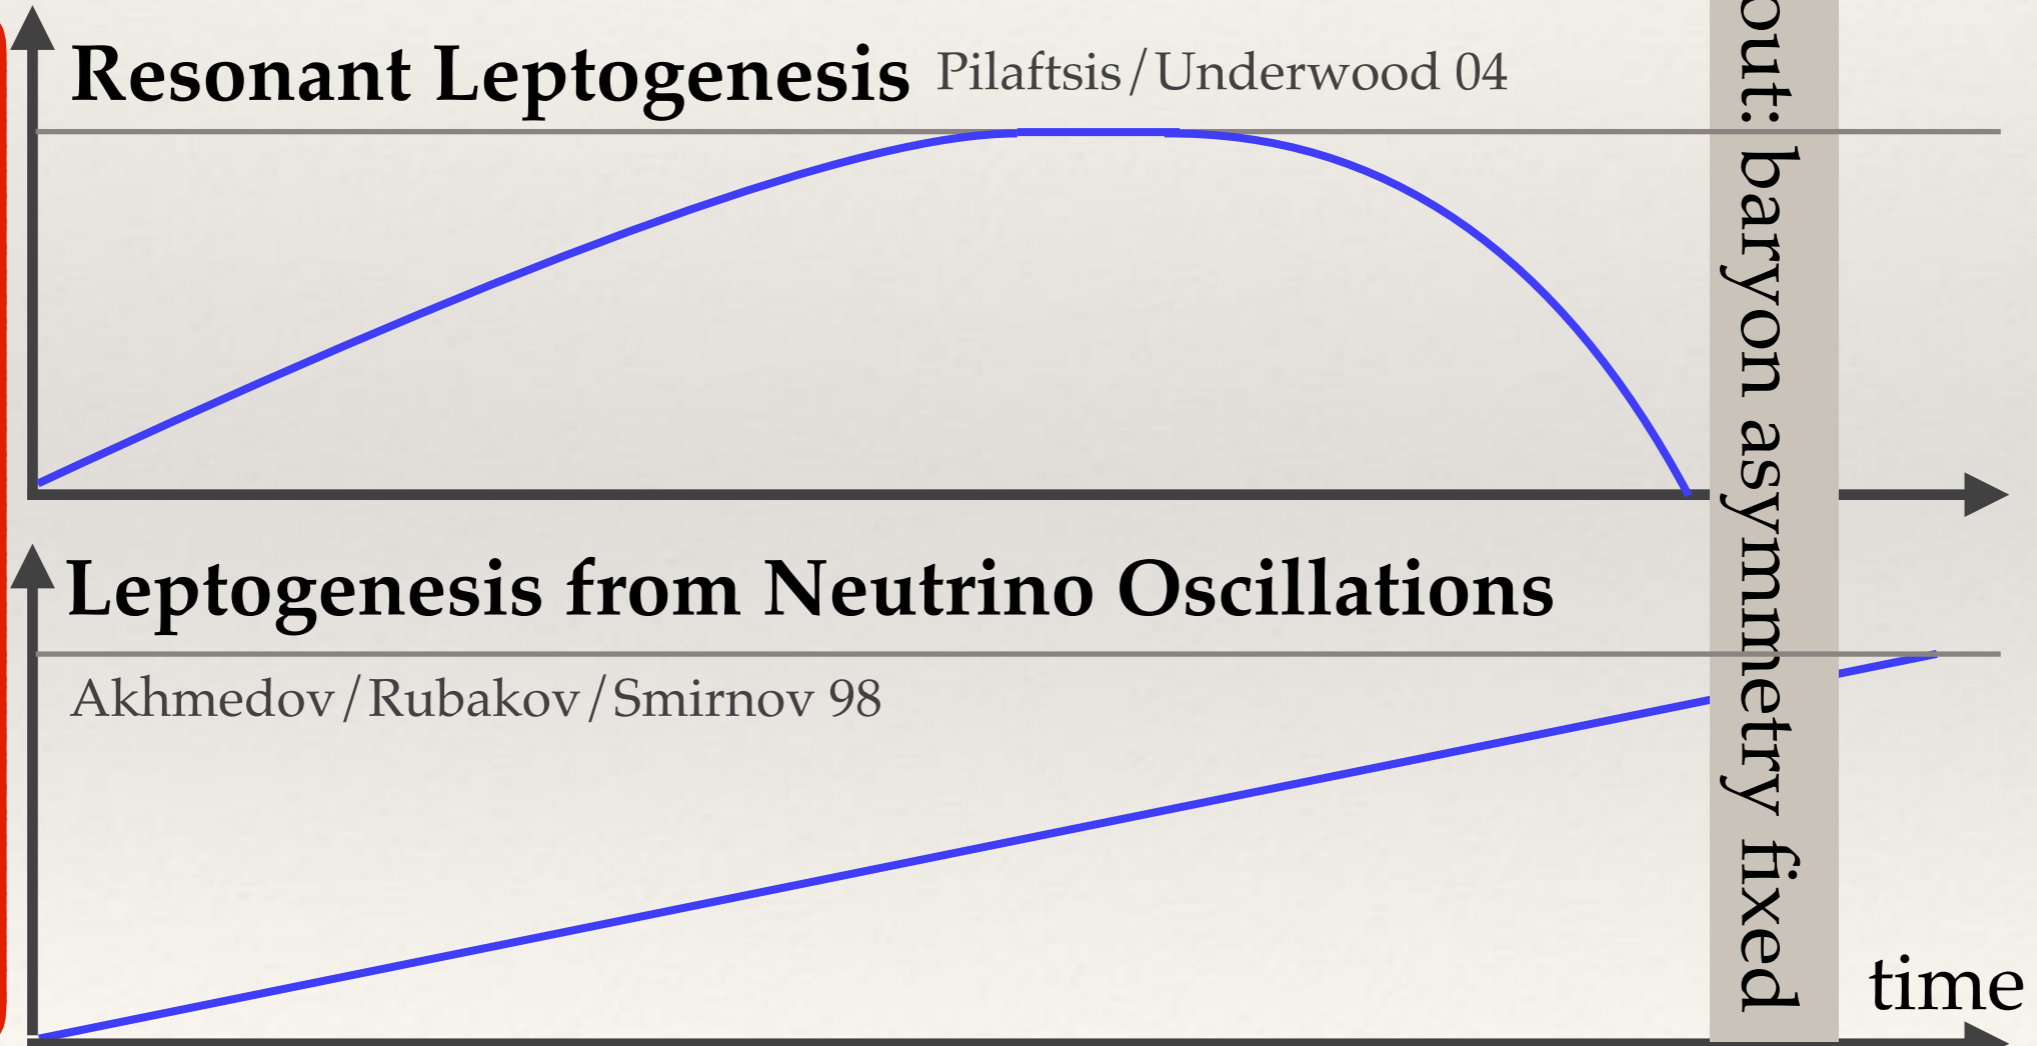 Resonant Leptogenesis Pilaftsis/Underwood 04
out: baryon asymmetry fixed
Leptogenesis from Neutrino Oscillations
Akhmedov/Rubakov/Smirnov 98
time